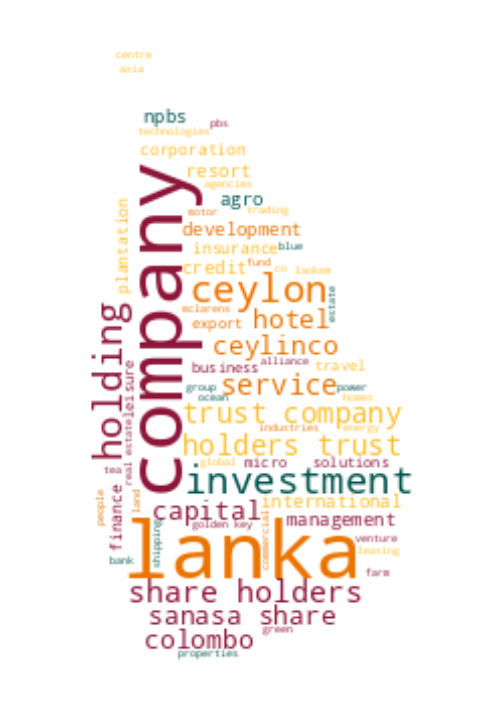 centre
asia
npbs
pbs
technologies
corporation
resort
agencies
agro
plantation
motor
trading
company
development
insurance
blue
credit
fund
co
lankem
ceylon
estate
holding
mclarens
export
hotel
ceylinco
business
alliance
travel
leisure
group
service
power
ocean
homes
trust company
industries
energy
holders trust
real estate
tea
global
micro
solutions
investment
people
finance
land
international
capital
commercial
management
golden key
shipping
lanka
venture
leasing
bank
farm
share holders
sanasa share
green
colombo
properties